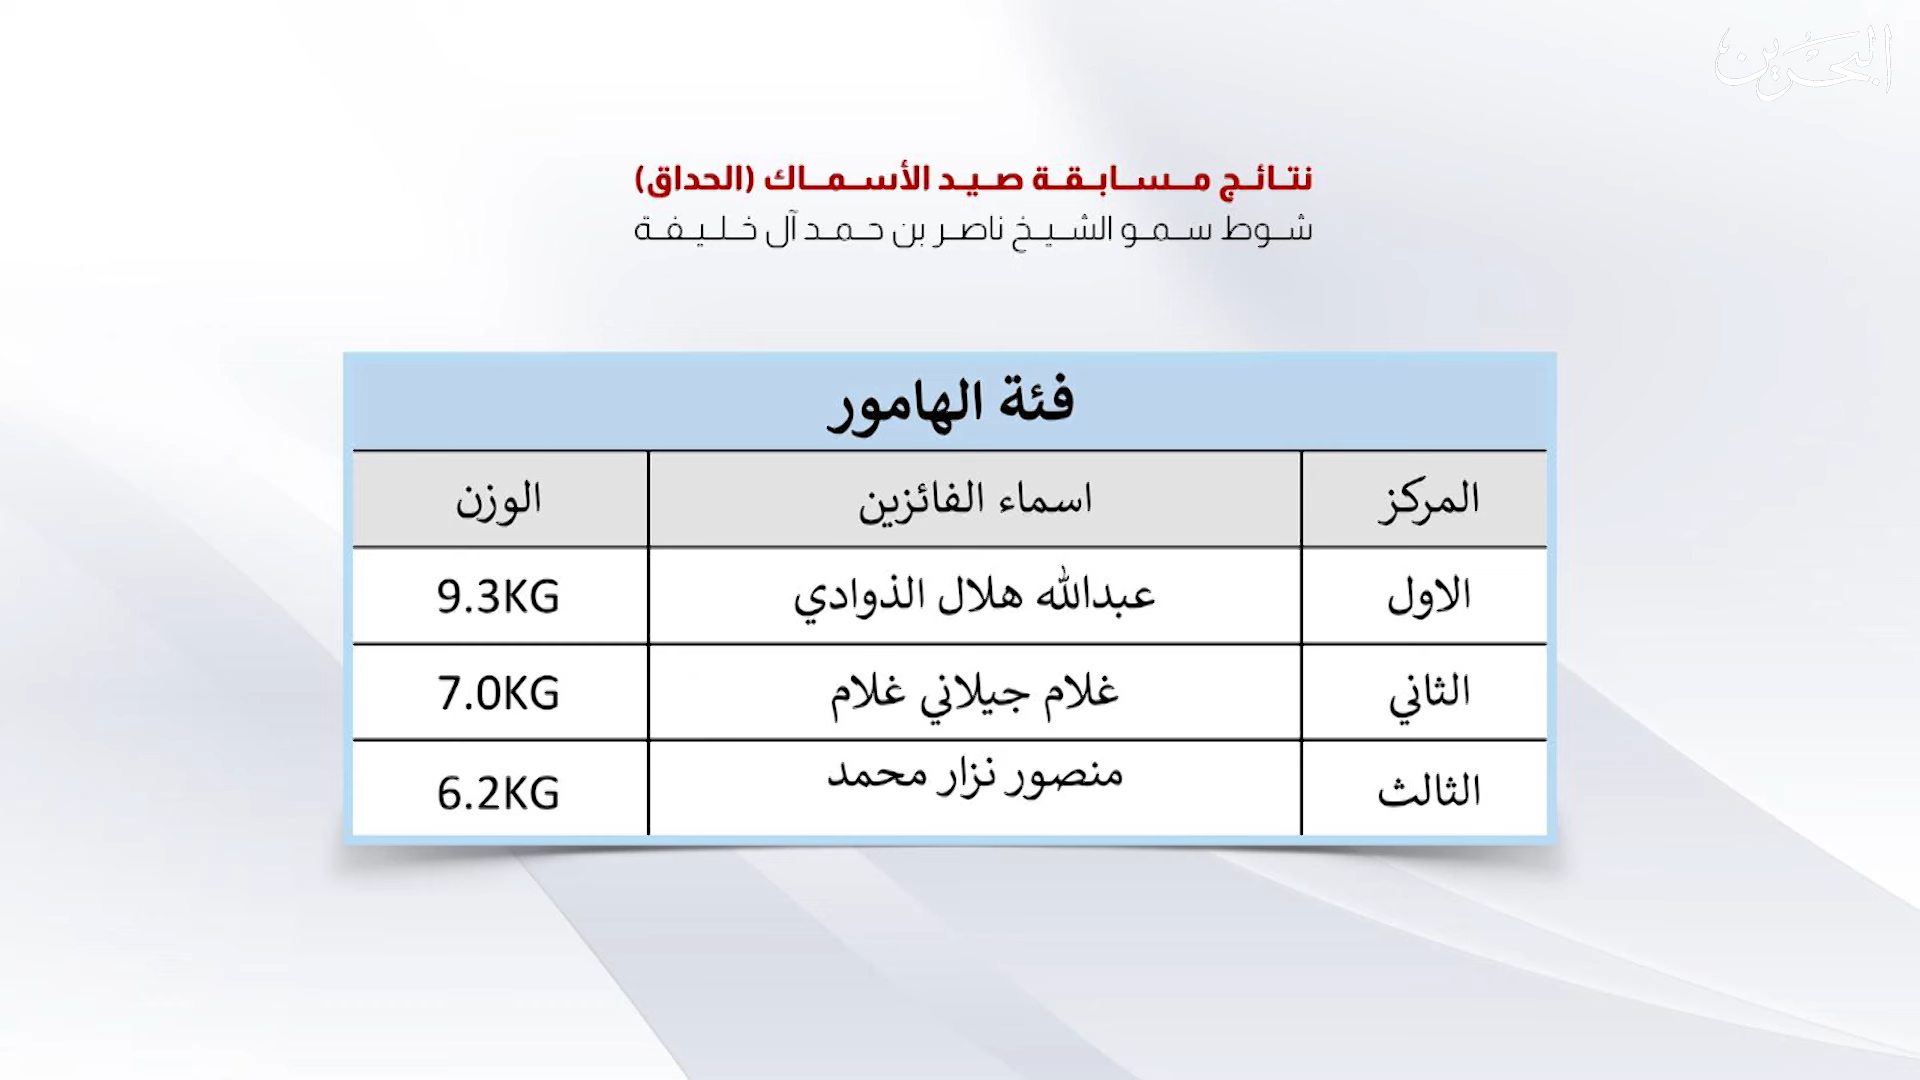 البحرين
نتائج مسابقة صيد الأسماك (الحداق)
شوط سمو الشيخ ناصر بن حمد آل خليفة
فئة الهامور
المركز اسماء الفائزين الوزن
الاول عبدالله هلال الذوادي 9.3KG
الثاني غلام جيلاني غلام 7.0KG
الثالث منصور نزار محمد 6.2KG